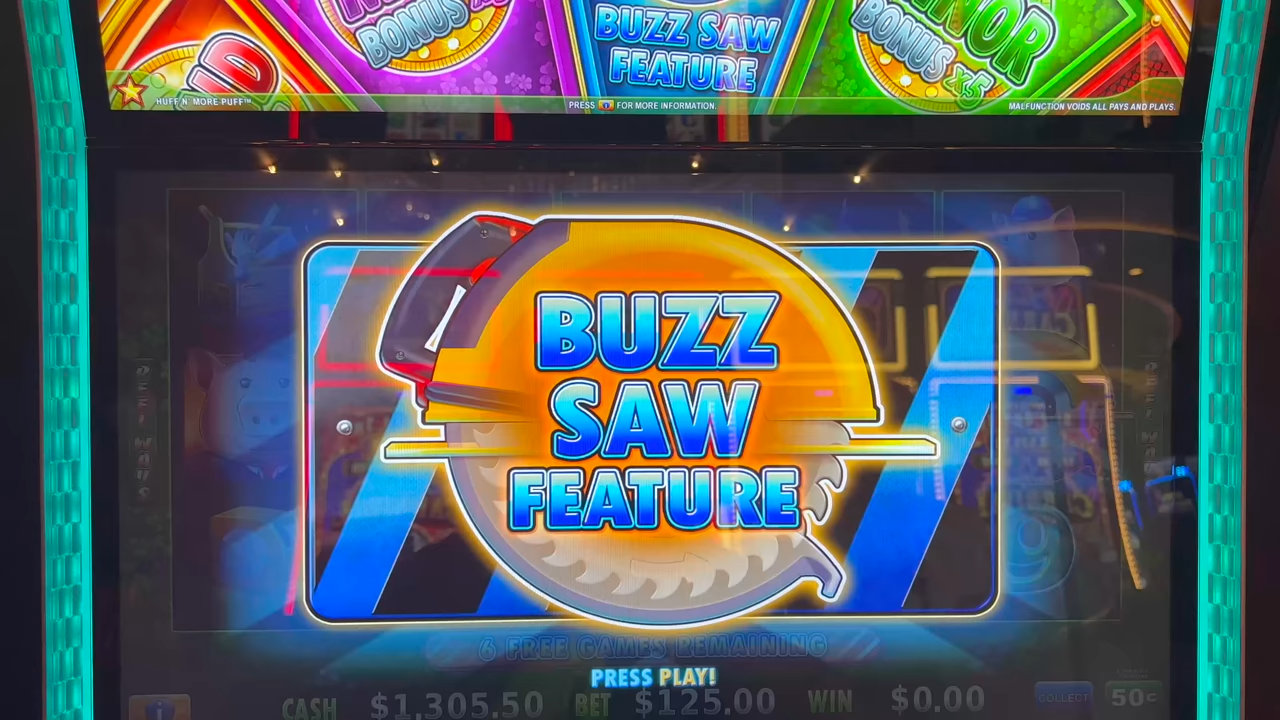 BONUS
BUZZ SAW
FEATURE
BONUS x5
HUFF N' MORE PUFF™
PRESS i FOR MORE INFORMATION.
MALFUNCTION VOIDS ALL PAYS AND PLAYS.
BUZZ
SAW
FEATURE
6 FREE GAMES REMAINING
PRESS PLAY!
CASH $1,305.50 BET $125.00 WIN $0.00
COLLECT
50¢